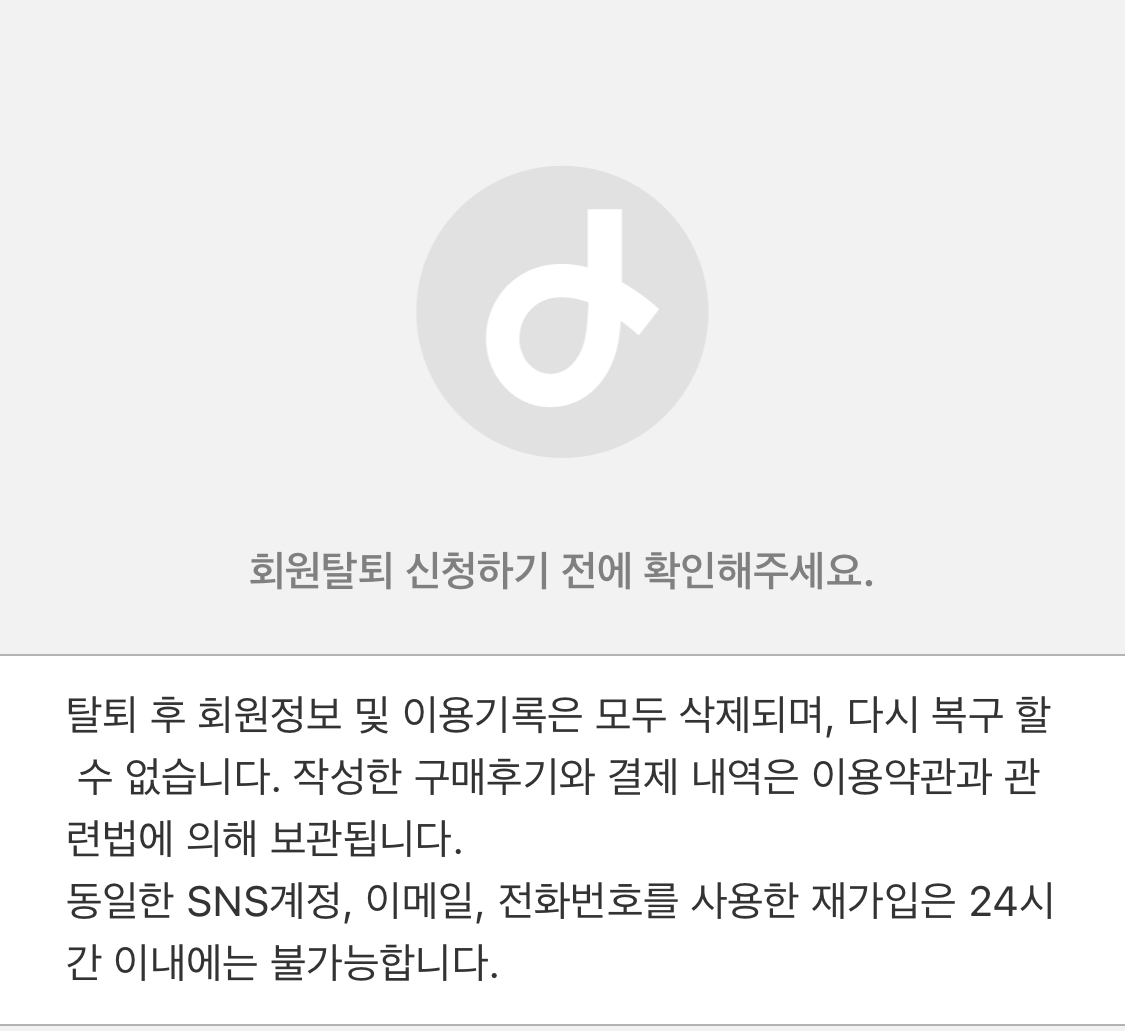 회원탈퇴 신청하기 전에 확인해주세요.
탈퇴 후 회원정보 및 이용기록은 모두 삭제되며, 다시 복구 할
수 없습니다. 작성한 구매후기와 결제 내역은 이용약관과 관
련법에 의해 보관됩니다.
동일한 SNS계정, 이메일, 전화번호를 사용한 재가입은 24시
간 이내에는 불가능합니다.